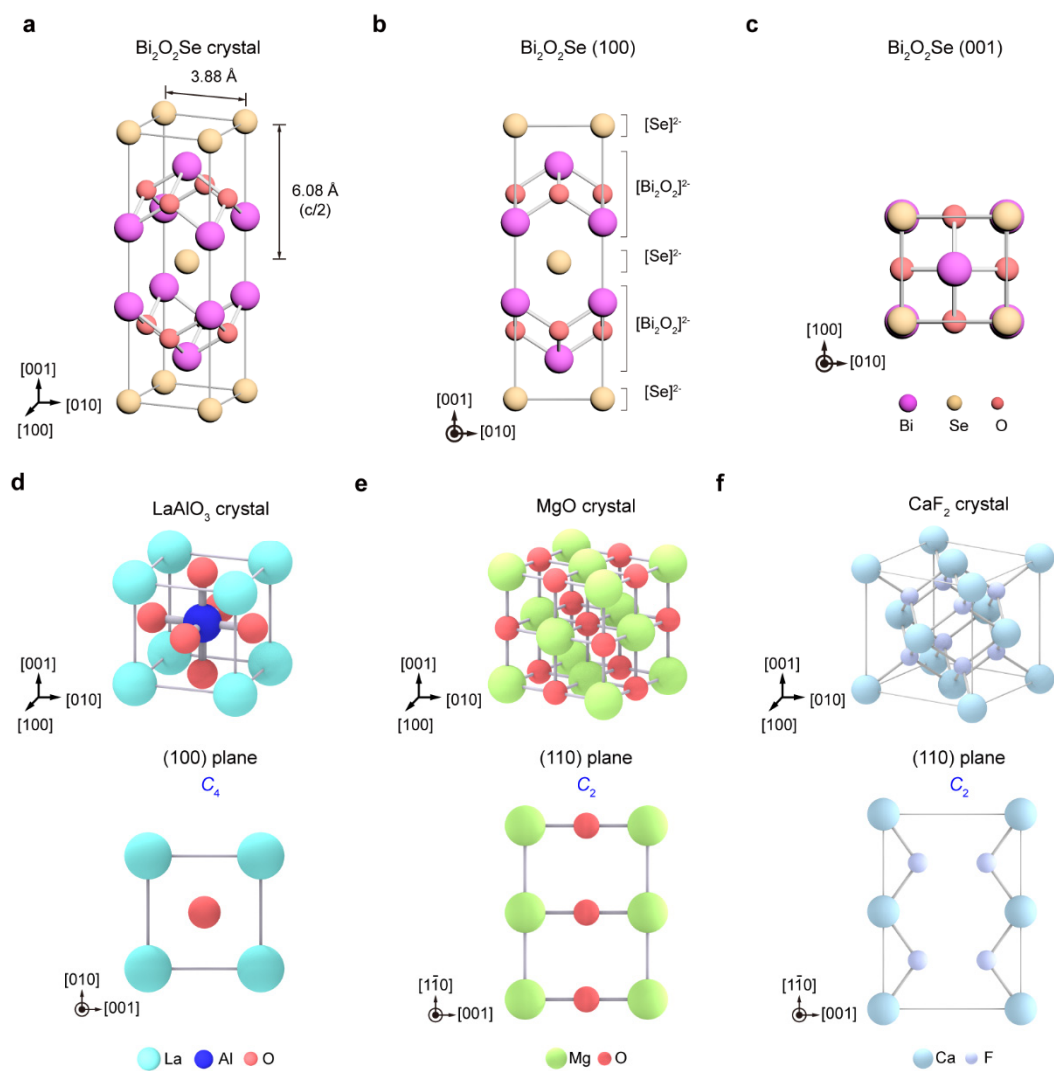 a
Bi₂O₂Se crystal
3.88 Å
6.08 Å
(c/2)
[001]
[010]
[100]
b
Bi₂O₂Se (100)
[Se]²⁻
[Bi₂O₂]²⁻
[Se]²⁻
[Bi₂O₂]²⁻
[Se]²⁻
[001]
[010]
c
Bi₂O₂Se (001)
[100]
[010]
Bi Se O
d
LaAlO₃ crystal
[001]
[010]
[100]
(100) plane
C₄
[010]
[001]
La Al O
e
MgO crystal
[001]
[010]
[100]
(110) plane
C₂
[11̄0]
[001]
Mg O
f
CaF₂ crystal
[001]
[010]
[100]
(110) plane
C₂
[11̄0]
[001]
Ca F